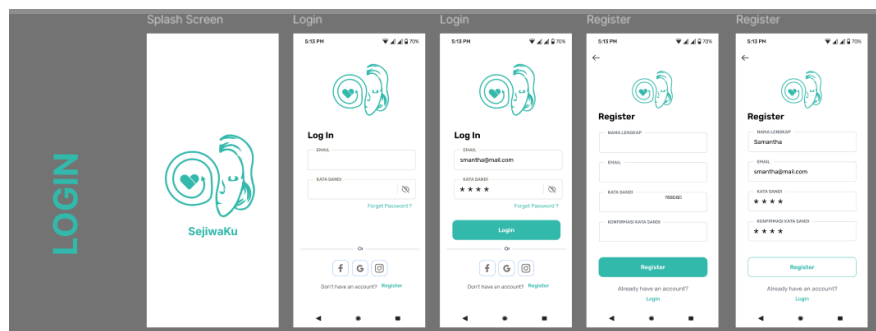 LOGIN
Splash Screen
SejiwaKu
Login
5:13 PM 70%
Log In
EMAIL
KATA SANDI
Forget Password ?
Or
f G
Don't have an account? Register
Login
5:13 PM 70%
Log In
EMAIL
smantha@mail.com
KATA SANDI
* * * *
Forget Password ?
Login
Or
f G
Don't have an account? Register
Register
5:13 PM 70%
Register
NAMA LENGKAP
EMAIL
KATA SANDI
KONFIRMASI KATA SANDI
Register
Already have an account?
Login
Register
5:13 PM 70%
Register
NAMA LENGKAP
Samantha
EMAIL
smantha@mail.com
KATA SANDI
* * * *
KONFIRMASI KATA SANDI
* * * *
Register
Already have an account?
Login